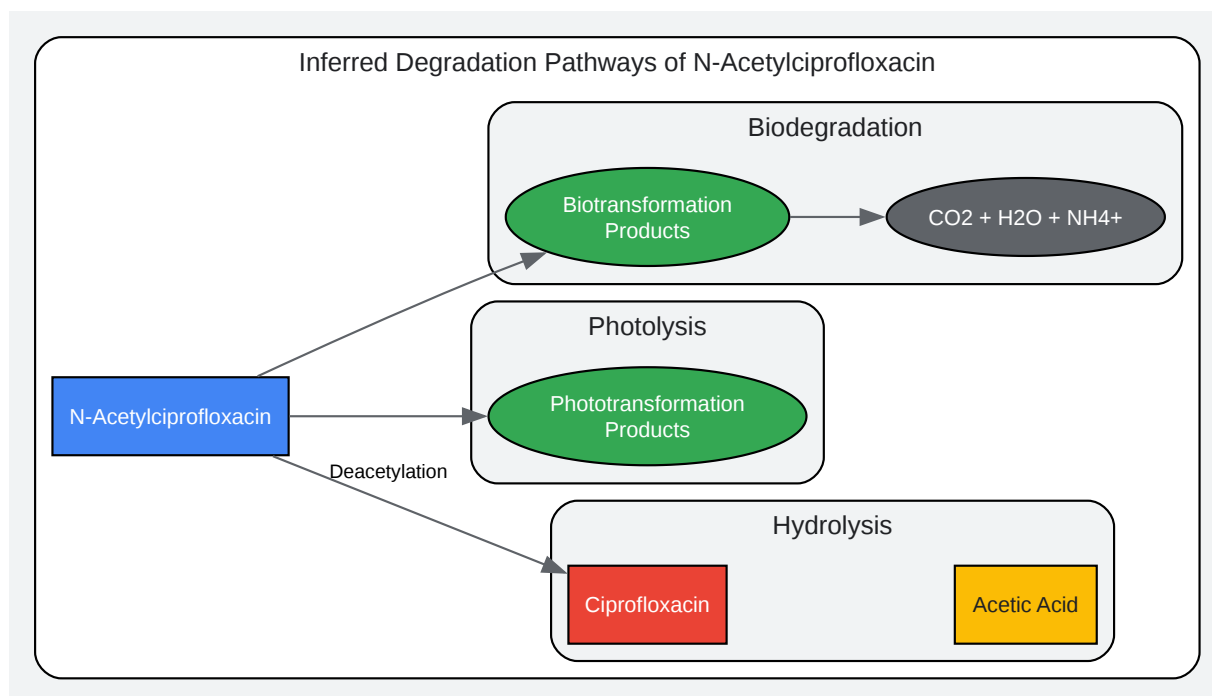 Inferred Degradation Pathways of N-Acetylciprofloxacin
Biodegradation
Biotransformation
Products
CO2 + H2O + NH4+
Photolysis
N-Acetylciprofloxacin
Phototransformation
Products
Deacetylation
Hydrolysis
Ciprofloxacin
Acetic Acid